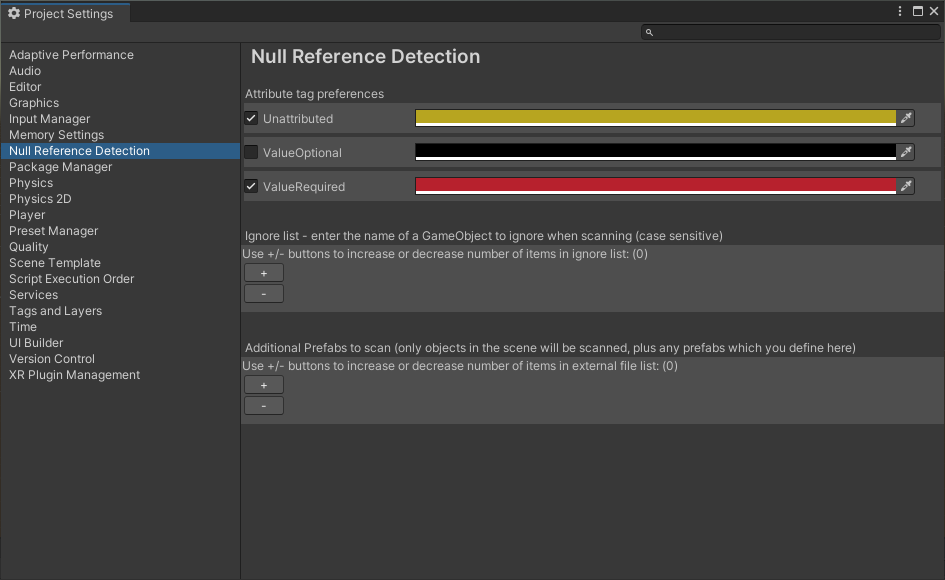 Project Settings
Adaptive Performance
Audio
Editor
Graphics
Input Manager
Memory Settings
Null Reference Detection
Package Manager
Physics
Physics 2D
Player
Preset Manager
Quality
Scene Template
Script Execution Order
Services
Tags and Layers
Time
UI Builder
Version Control
XR Plugin Management
Null Reference Detection
Attribute tag preferences
Unattributed
ValueOptional
ValueRequired
Ignore list - enter the name of a GameObject to ignore when scanning (case sensitive)
Use +/- buttons to increase or decrease number of items in ignore list: (0)
+
-
Additional Prefabs to scan (only objects in the scene will be scanned, plus any prefabs which you define here)
Use +/- buttons to increase or decrease number of items in external file list: (0)
+
-